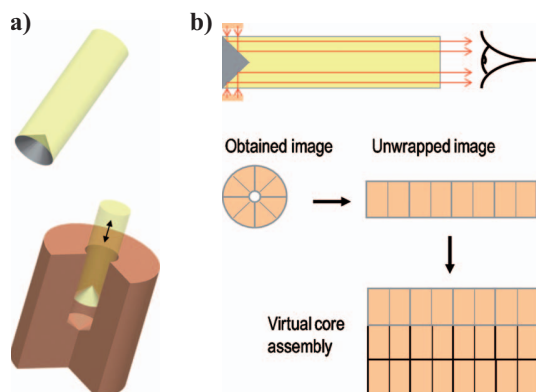 a)
b)
Obtained image
Unwrapped image
Virtual core
assembly